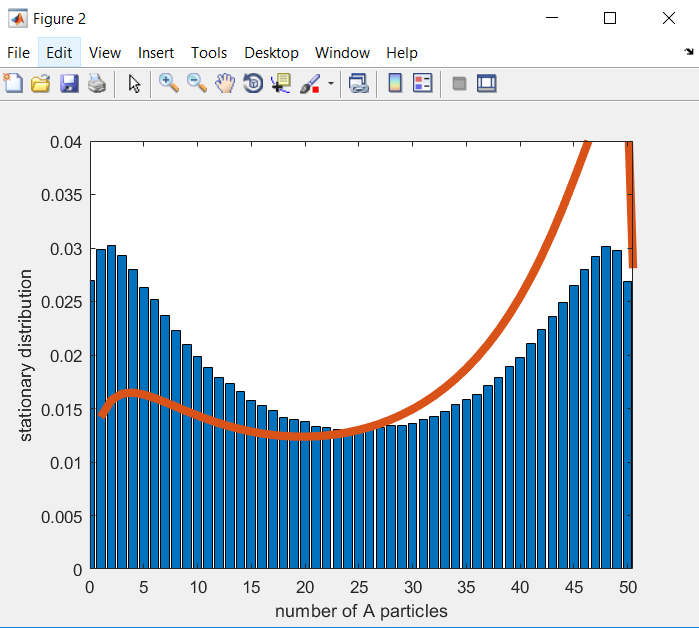 Figure 2
File Edit View Insert Tools Desktop Window Help
0.04
0.035
0.03
0.025
0.02
0.015
0.01
0.005
0
stationary distribution
0 5 10 15 20 25 30 35 40 45 50
number of A particles